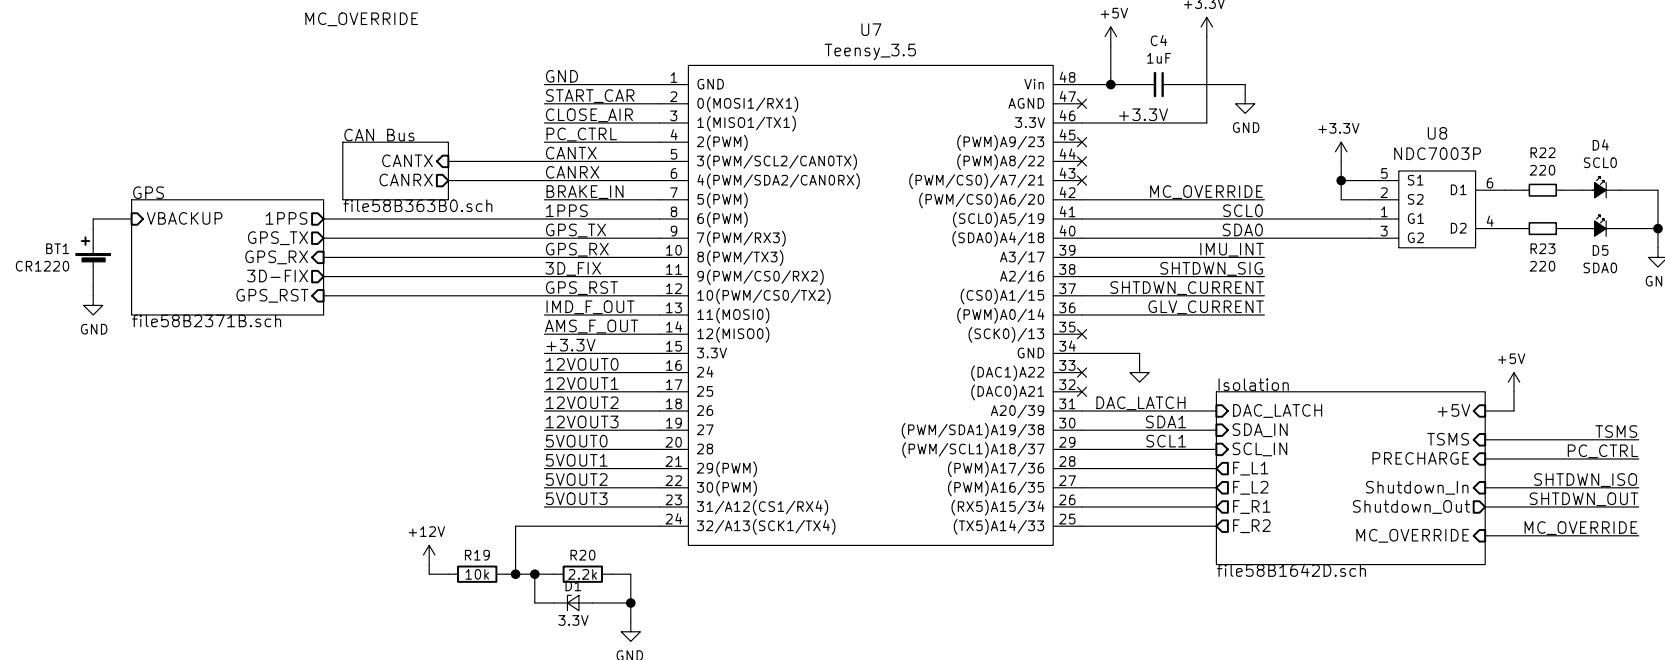 MC_OVERRIDE
+5V
+3.3V
U7
Teensy_3.5
C4
1uF
GND
+3.3V
GND 1 GND
START_CAR 2 0(MOSI1/RX1)
CLOSE_AIR 3 1(MISO1/TX1)
PC_CTRL 4 2(PWM)
CANTX 5 3(PWM/SCL2/CAN0TX)
CANRX 6 4(PWM/SDA2/CAN0RX)
BRAKE_IN 7 5(PWM)
1PPS 8 6(PWM)
GPS_TX 9 7(PWM/RX3)
GPS_RX 10 8(PWM/TX3)
3D_FIX 11 9(PWM/CS0/RX2)
GPS_RST 12 10(PWM/CS0/TX2)
IMD_F_OUT 13 11(MOSI0)
AMS_F_OUT 14 12(MISO0)
+3.3V 15 3.3V
12VOUT0 16 24
12VOUT1 17 25
12VOUT2 18 26
12VOUT3 19 27
5VOUT0 20 28
5VOUT1 21 29(PWM)
5VOUT2 22 30(PWM)
5VOUT3 23 31/A12(CS1/RX4)
24 32/A13(SCK1/TX4)
Vin 48
AGND 47
3.3V 46
(PWM)A9/23 45
(PWM)A8/22 44
(PWM/CS0)/A7/21 43
(PWM/CS0)A6/20 42 MC_OVERRIDE
(SCL0)A5/19 41 SCL0
(SDA0)A4/18 40 SDA0
A3/17 39 IMU_INT
A2/16 38 SHTDWN_SIG
(CS0)A1/15 37 SHTDWN_CURRENT
(PWM)A0/14 36 GLV_CURRENT
(SCK0)/13 35
GND 34
(DAC1)A22 33
(DAC0)A21 32
A20/39 31 DAC_LATCH
(PWM/SDA1)A19/38 30 SDA1
(PWM/SCL1)A18/37 29 SCL1
(PWM)A17/36 28
(PWM)A16/35 27
(RX5)A15/34 26
(TX5)A14/33 25
CAN Bus
CANTX
CANRX
file58B363B0.sch
GPS
VBACKUP
1PPS
GPS_TX
GPS_RX
3D-FIX
GPS_RST
file58B2371B.sch
BT1
CR1220
+
GND
+3.3V
U8
NDC7003P
5 S1
2 S2
1 G1
3 G2
D1 6
D2 4
R22
220
D4
SCL0
R23
220
D5
SDA0
GN
+5V
Isolation
DAC_LATCH
SDA_IN
SCL_IN
F_L1
F_L2
F_R1
F_R2
+5V
TSMS TSMS
PRECHARGE PC_CTRL
Shutdown_In SHTDWN_ISO
Shutdown_Out SHTDWN_OUT
MC_OVERRIDE MC_OVERRIDE
file58B1642D.sch
+12V
R19
10k
R20
2.2k
D1
3.3V
GND